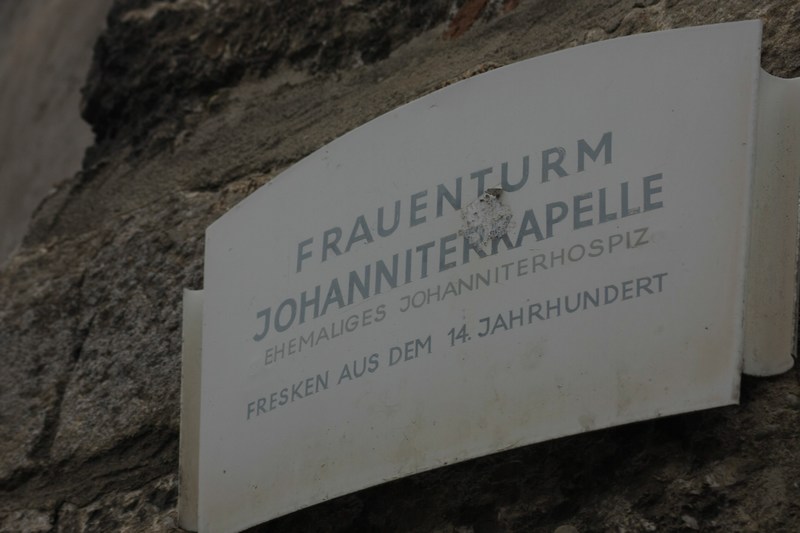 FRAUENTURM
JOHANNITERKAPELLE
EHEMALIGES JOHANNITERHOSPIZ
FRESKEN AUS DEM 14. JAHRHUNDERT